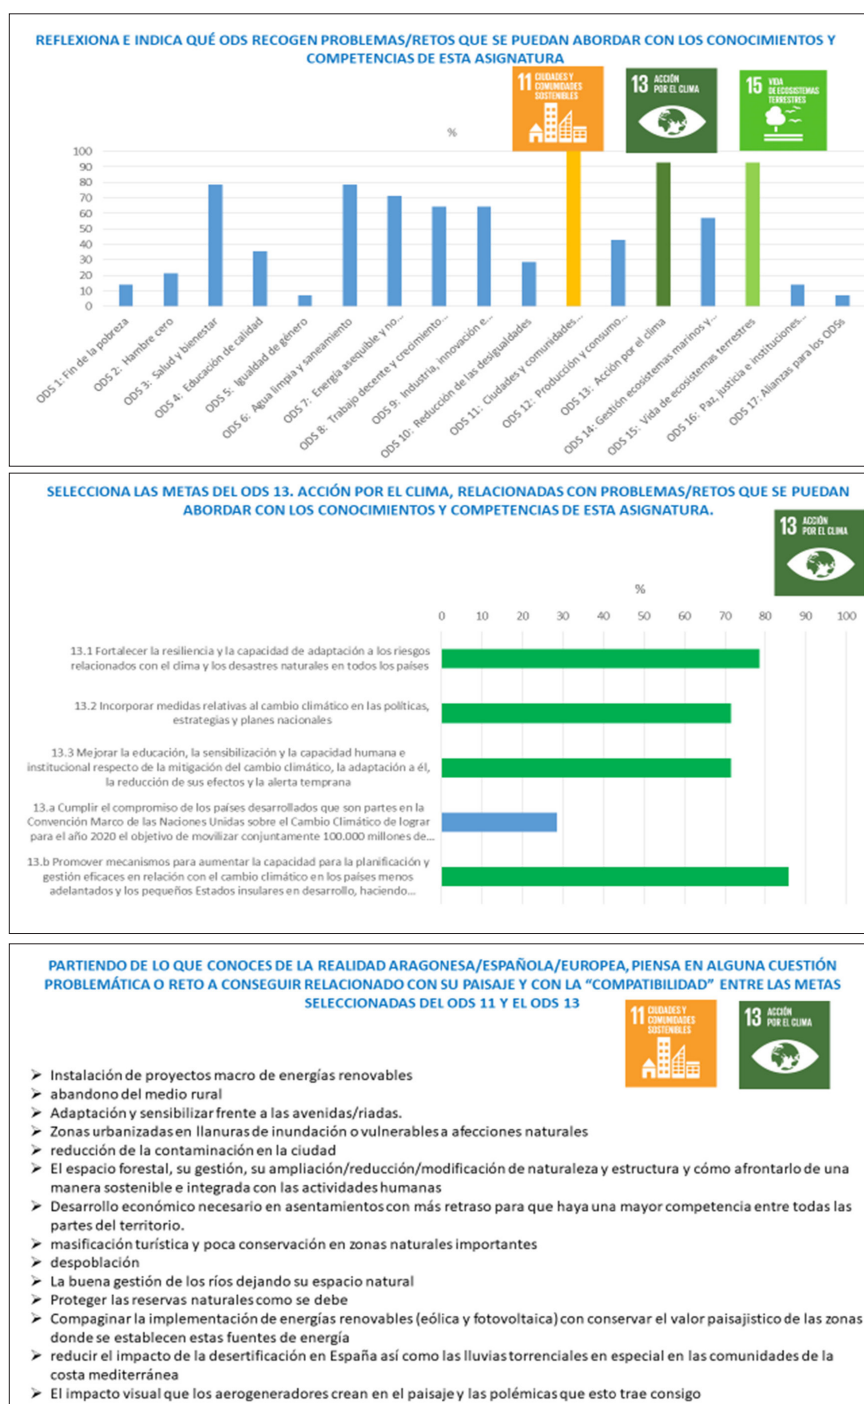 REFLEXIONA E INDICA QUÉ ODS RECOGEN PROBLEMAS/RETOS QUE SE PUEDAN ABORDAR CON LOS CONOCIMIENTOS Y
COMPETENCIAS DE ESTA ASIGNATURA
11 CIUDADES Y
COMUNIDADES
SOSTENIBLES
13 ACCIÓN
POR EL CLIMA
15 VIDA
DE ECOSISTEMAS
TERRESTRES
%
100
90
80
70
60
50
40
30
20
10
0
ODS 1: Fin de la pobreza
ODS 2: Hambre cero
ODS 3: Salud y bienestar
ODS 4: Educación de calidad
ODS 5: Igualdad de género
ODS 6: Agua limpia y saneamiento
ODS 7: Energía asequible y no...
ODS 8: Trabajo decente y crecimiento...
ODS 9: Industria, innovación e...
ODS 10: Reducción de las desigualdades
ODS 11: Ciudades y comunidades...
ODS 12: Producción y consumo...
ODS 13: Acción por el clima
ODS 14: Gestión ecosistemas marinos y...
ODS 15: Vida de ecosistemas terrestres
ODS 16: Paz, justicia e instituciones...
ODS 17: Alianzas para los ODSs
SELECCIONA LAS METAS DEL ODS 13. ACCIÓN POR EL CLIMA, RELACIONADAS CON PROBLEMAS/RETOS QUE SE PUEDAN
ABORDAR CON LOS CONOCIMIENTOS Y COMPETENCIAS DE ESTA ASIGNATURA.
13 ACCIÓN
POR EL CLIMA
%
0 10 20 30 40 50 60 70 80 90 100
13.1 Fortalecer la resiliencia y la capacidad de adaptación a los riesgos
relacionados con el clima y los desastres naturales en todos los países
13.2 Incorporar medidas relativas al cambio climático en las políticas,
estrategias y planes nacionales
13.3 Mejorar la educación, la sensibilización y la capacidad humana e
institucional respecto de la mitigación del cambio climático, la adaptación a él,
la reducción de sus efectos y la alerta temprana
13.a Cumplir el compromiso de los países desarrollados que son partes en la
Convención Marco de las Naciones Unidas sobre el Cambio Climático de lograr
para el año 2020 el objetivo de movilizar conjuntamente 100.000 millones de...
13.b Promover mecanismos para aumentar la capacidad para la planificación y
gestión eficaces en relación con el cambio climático en los países menos
adelantados y los pequeños Estados insulares en desarrollo, haciendo...
PARTIENDO DE LO QUE CONOCES DE LA REALIDAD ARAGONESA/ESPAÑOLA/EUROPEA, PIENSA EN ALGUNA CUESTIÓN
PROBLEMÁTICA O RETO A CONSEGUIR RELACIONADO CON SU PAISAJE Y CON LA “COMPATIBILIDAD” ENTRE LAS METAS
SELECCIONADAS DEL ODS 11 Y EL ODS 13
11 CIUDADES Y
COMUNIDADES
SOSTENIBLES
13 ACCIÓN
POR EL CLIMA
➢ Instalación de proyectos macro de energías renovables
➢ abandono del medio rural
➢ Adaptación y sensibilizar frente a las avenidas/riadas.
➢ Zonas urbanizadas en llanuras de inundación o vulnerables a afecciones naturales
➢ reducción de la contaminación en la ciudad
➢ El espacio forestal, su gestión, su ampliación/reducción/modificación de naturaleza y estructura y cómo afrontarlo de una
manera sostenible e integrada con las actividades humanas
➢ Desarrollo económico necesario en asentamientos con más retraso para que haya una mayor competencia entre todas las
partes del territorio.
➢ masificación turística y poca conservación en zonas naturales importantes
➢ despoblación
➢ La buena gestión de los ríos dejando su espacio natural
➢ Proteger las reservas naturales como se debe
➢ Compaginar la implementación de energías renovables (eólica y fotovoltaica) con conservar el valor paisajistico de las zonas
donde se establecen estas fuentes de energía
➢ reducir el impacto de la desertificación en España así como las lluvias torrenciales en especial en las comunidades de la
costa mediterránea
➢ El impacto visual que los aerogeneradores crean en el paisaje y las polémicas que esto trae consigo